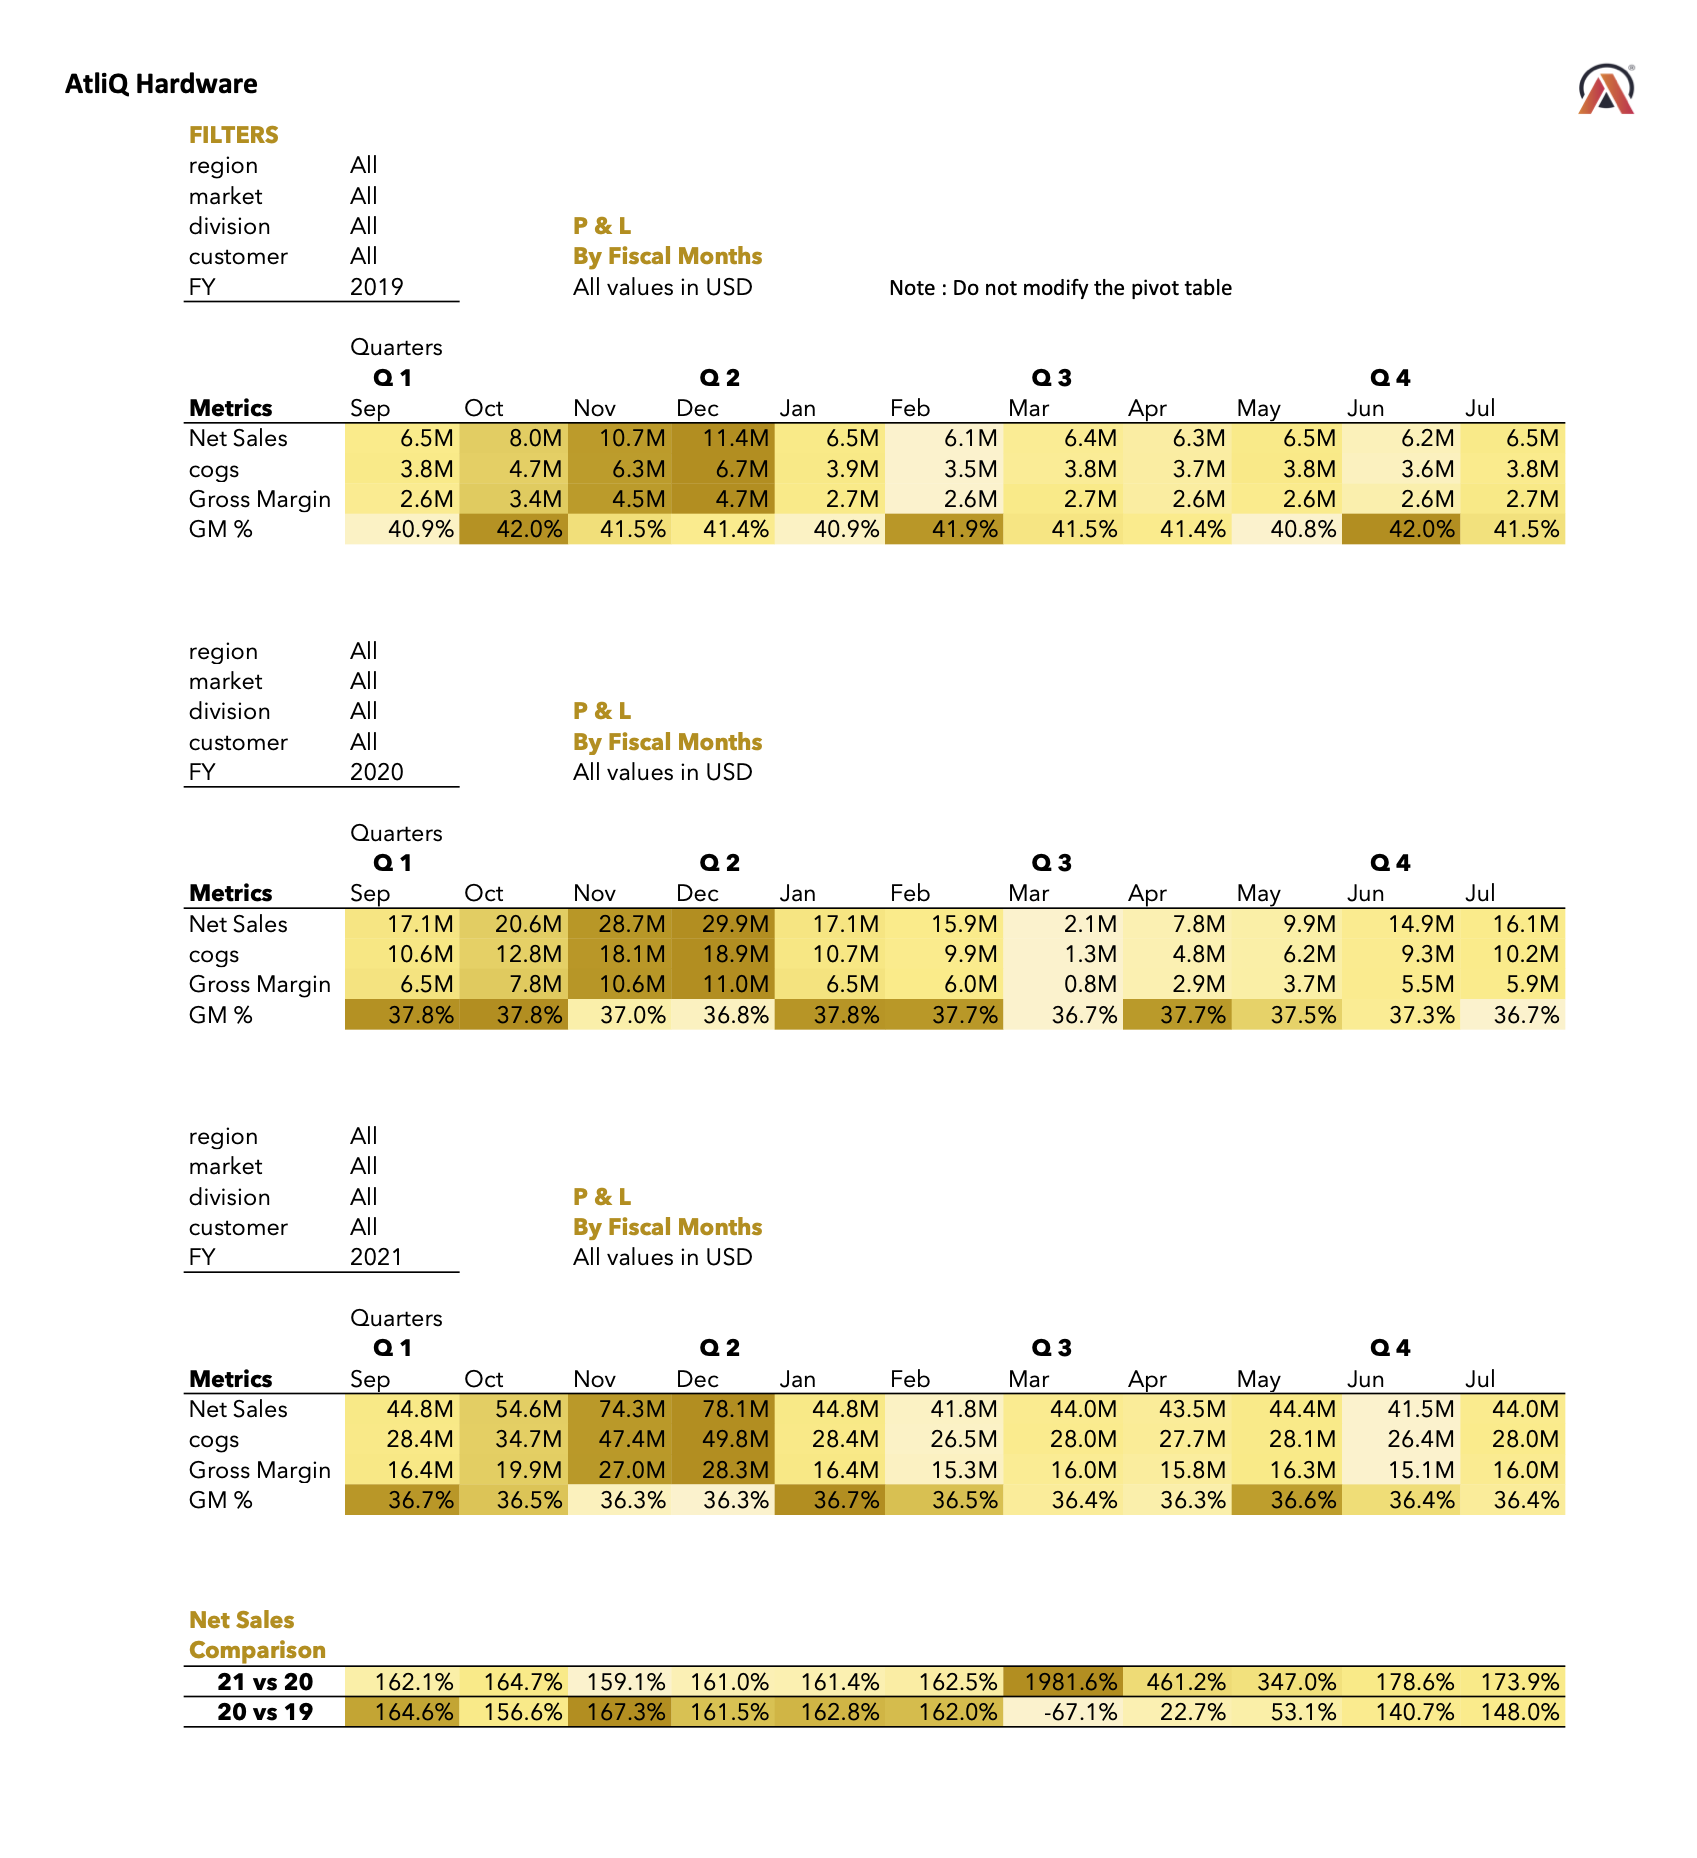 AtliQ Hardware
®
FILTERS
region All
market All
division All P & L
customer All By Fiscal Months
FY 2019 All values in USD Note : Do not modify the pivot table
Quarters
Q 1 Q 2 Q 3 Q 4
Metrics Sep Oct Nov Dec Jan Feb Mar Apr May Jun Jul
Net Sales 6.5M 8.0M 10.7M 11.4M 6.5M 6.1M 6.4M 6.3M 6.5M 6.2M 6.5M
cogs 3.8M 4.7M 6.3M 6.7M 3.9M 3.5M 3.8M 3.7M 3.8M 3.6M 3.8M
Gross Margin 2.6M 3.4M 4.5M 4.7M 2.7M 2.6M 2.7M 2.6M 2.6M 2.6M 2.7M
GM % 40.9% 42.0% 41.5% 41.4% 40.9% 41.9% 41.5% 41.4% 40.8% 42.0% 41.5%
region All
market All
division All P & L
customer All By Fiscal Months
FY 2020 All values in USD
Quarters
Q 1 Q 2 Q 3 Q 4
Metrics Sep Oct Nov Dec Jan Feb Mar Apr May Jun Jul
Net Sales 17.1M 20.6M 28.7M 29.9M 17.1M 15.9M 2.1M 7.8M 9.9M 14.9M 16.1M
cogs 10.6M 12.8M 18.1M 18.9M 10.7M 9.9M 1.3M 4.8M 6.2M 9.3M 10.2M
Gross Margin 6.5M 7.8M 10.6M 11.0M 6.5M 6.0M 0.8M 2.9M 3.7M 5.5M 5.9M
GM % 37.8% 37.8% 37.0% 36.8% 37.8% 37.7% 36.7% 37.7% 37.5% 37.3% 36.7%
region All
market All
division All P & L
customer All By Fiscal Months
FY 2021 All values in USD
Quarters
Q 1 Q 2 Q 3 Q 4
Metrics Sep Oct Nov Dec Jan Feb Mar Apr May Jun Jul
Net Sales 44.8M 54.6M 74.3M 78.1M 44.8M 41.8M 44.0M 43.5M 44.4M 41.5M 44.0M
cogs 28.4M 34.7M 47.4M 49.8M 28.4M 26.5M 28.0M 27.7M 28.1M 26.4M 28.0M
Gross Margin 16.4M 19.9M 27.0M 28.3M 16.4M 15.3M 16.0M 15.8M 16.3M 15.1M 16.0M
GM % 36.7% 36.5% 36.3% 36.3% 36.7% 36.5% 36.4% 36.3% 36.6% 36.4% 36.4%
Net Sales
Comparison
21 vs 20 162.1% 164.7% 159.1% 161.0% 161.4% 162.5% 1981.6% 461.2% 347.0% 178.6% 173.9%
20 vs 19 164.6% 156.6% 167.3% 161.5% 162.8% 162.0% -67.1% 22.7% 53.1% 140.7% 148.0%